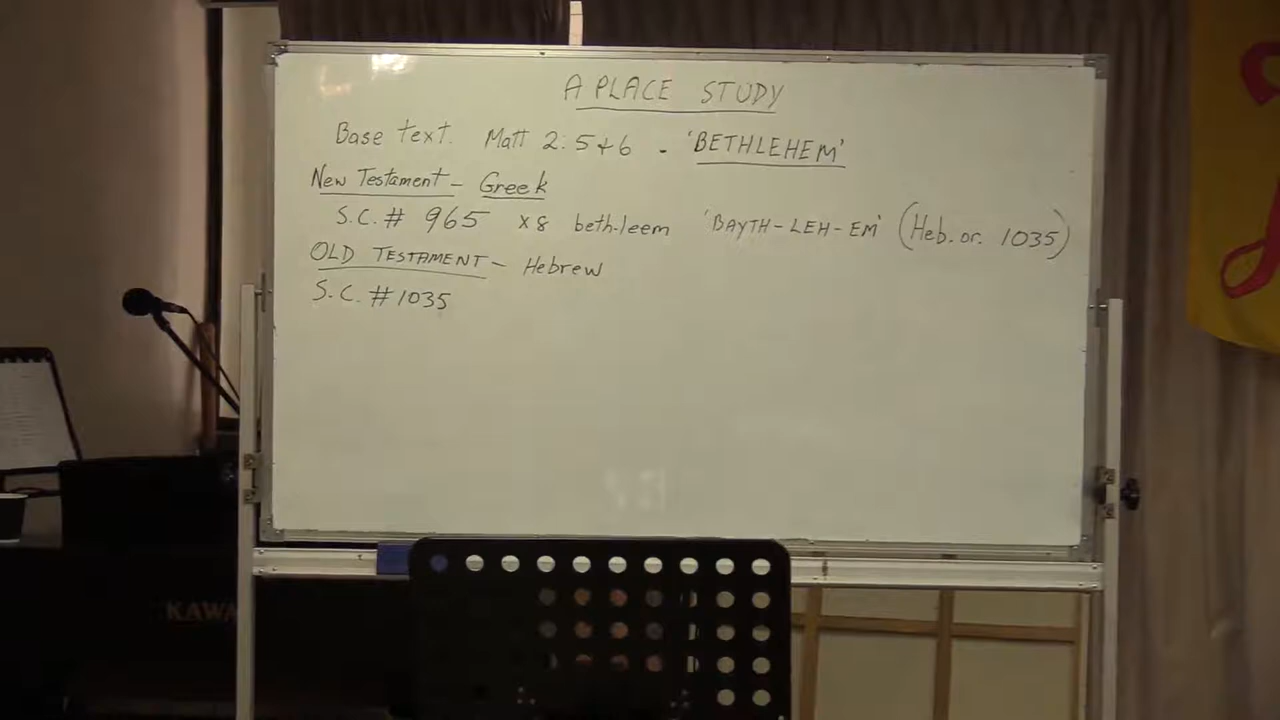 A PLACE STUDY
Base text. Matt 2:5+6 - 'BETHLEHEM'
New Testament - Greek
S.C. # 965 x8 beth-leem 'BAYTH-LEH-EM' (Heb. or. 1035)
OLD TESTAMENT - Hebrew
S.C. #1035
KAWA